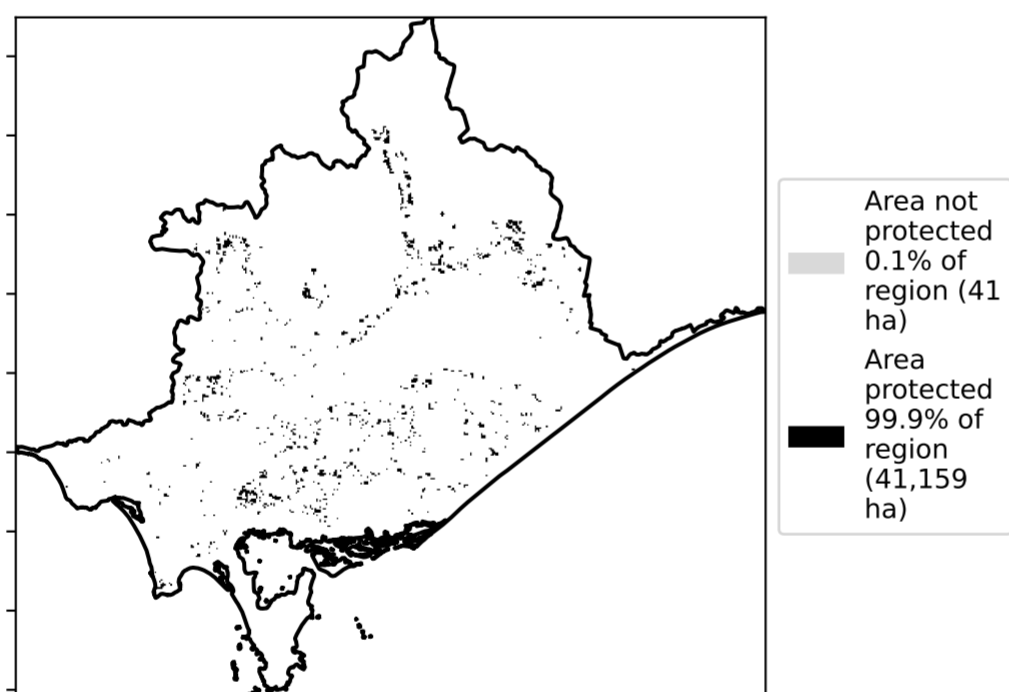 Area not
protected
0.1% of
region (41
ha)
Area
protected
99.9% of
region
(41,159
ha)